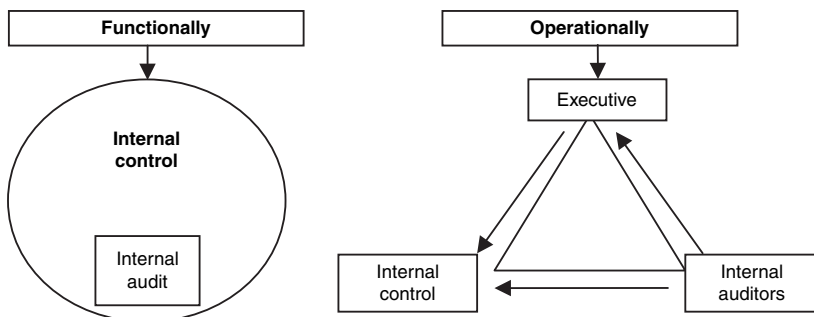 Functionally
Internal
control
Internal
audit
Operationally
Executive
Internal
control
Internal
auditors